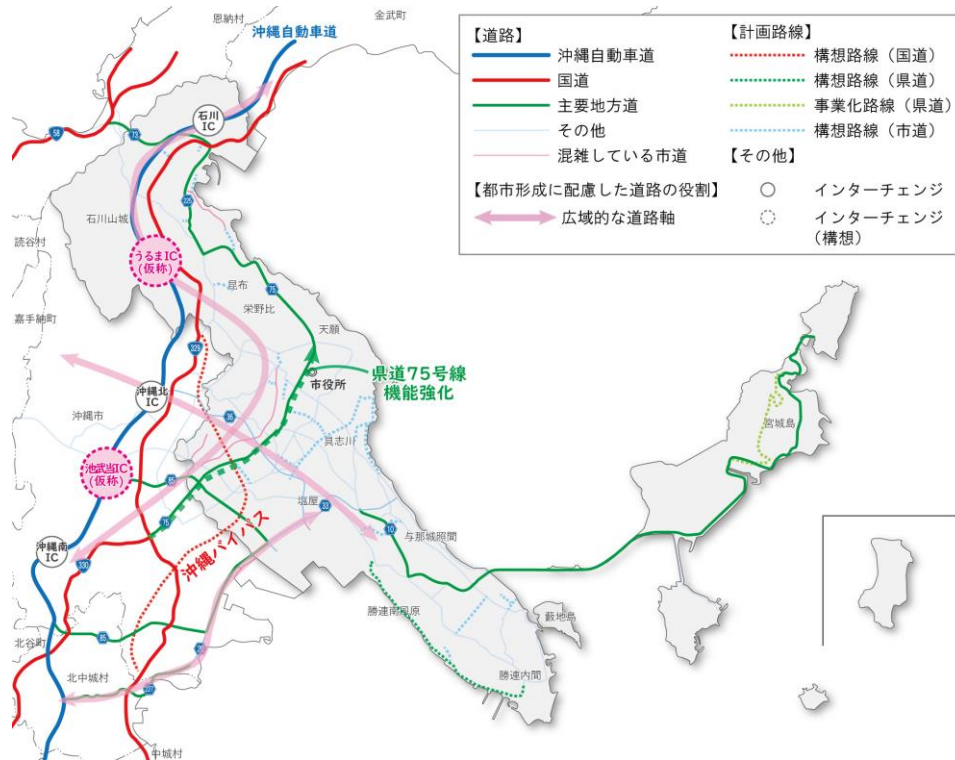 恩納村
金武町
沖縄自動車道
石川
IC
58
73
石川山城
225
読谷村
うるまIC
(仮称)
昆布
75
栄野比
嘉手納町
天願
329
市役所
県道75号線
機能強化
沖縄北
IC
沖縄市
36
具志川
宮城島
池武当IC
(仮称)
85
塩屋
33
75
10
与那城照間
沖縄バイパス
沖縄南
IC
330
勝連南風原
藪地島
北谷町
85
北中城村
勝連内間
227
中城村
【道路】
沖縄自動車道
国道
主要地方道
その他
混雑している市道
【都市形成に配慮した道路の役割】
広域的な道路軸
【計画路線】
構想路線（国道）
構想路線（県道）
事業化路線（県道）
構想路線（市道）
【その他】
インターチェンジ
インターチェンジ
（構想）